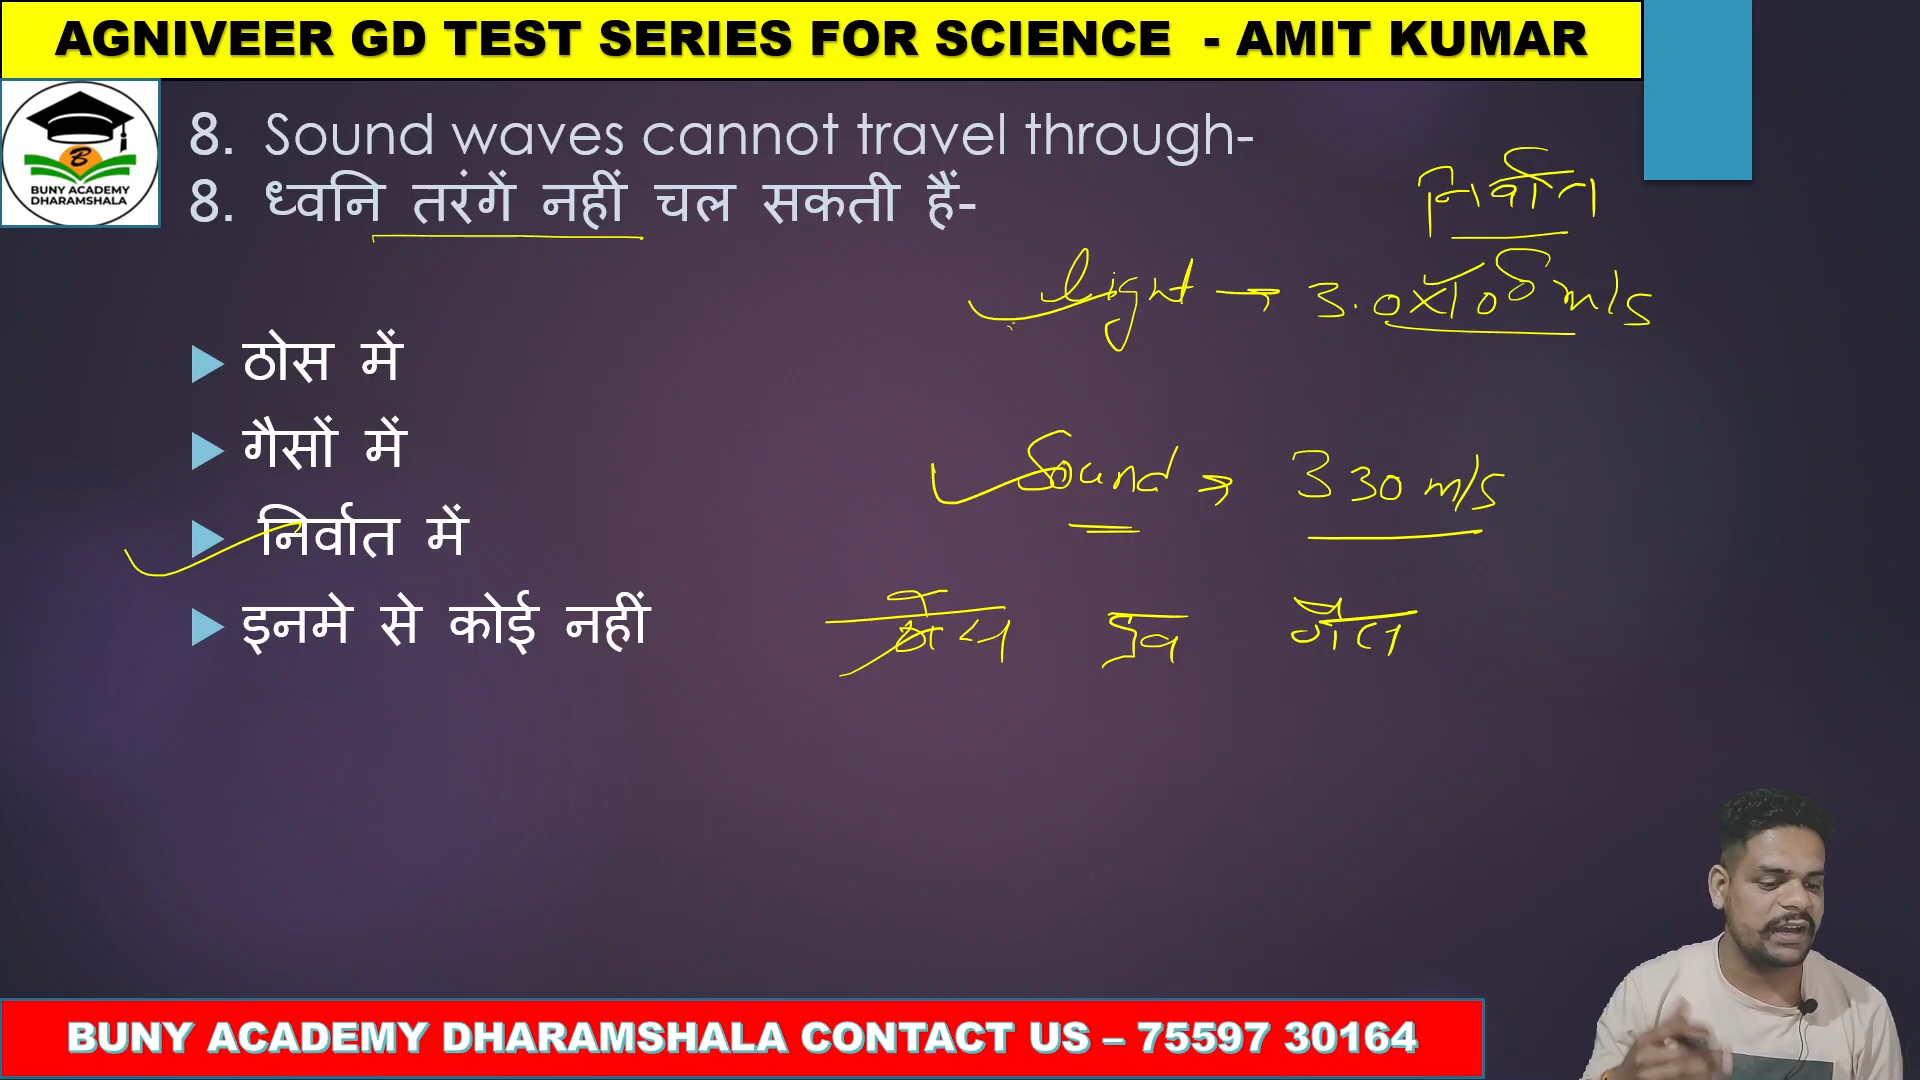 AGNIVEER GD TEST SERIES FOR SCIENCE - AMIT KUMAR
BUNY ACADEMY
DHARAMSHALA
8. Sound waves cannot travel through-
8. ध्वनि तरंगें नहीं चल सकती हैं-
निर्वात
light → 3.0×10⁸ m/s
ठोस में
गैसों में
Sound → 330 m/s
निर्वात में
इनमे से कोई नहीं
द्रव
BUNY ACADEMY DHARAMSHALA CONTACT US – 75597 30164